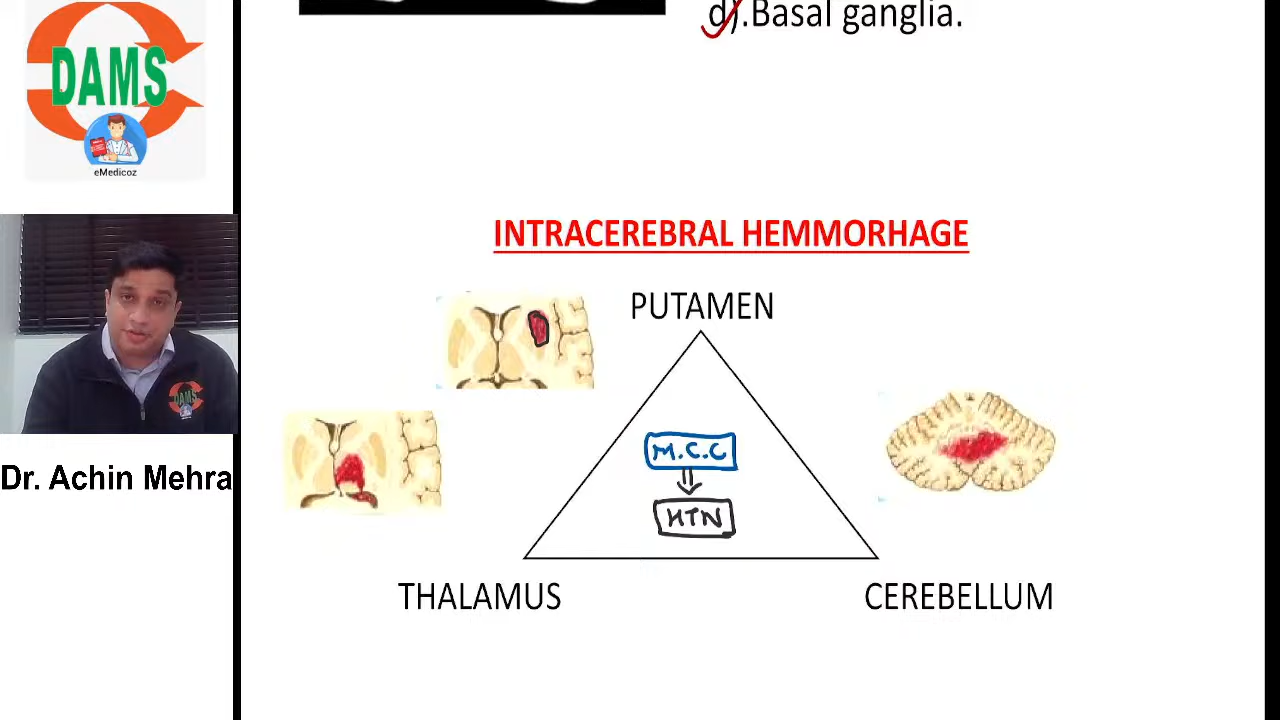 d).Basal ganglia.
DAMS
eMedicoz
INTRACEREBRAL HEMMORHAGE
PUTAMEN
M.C.C
HTN
Dr. Achin Mehra
THALAMUS
CEREBELLUM